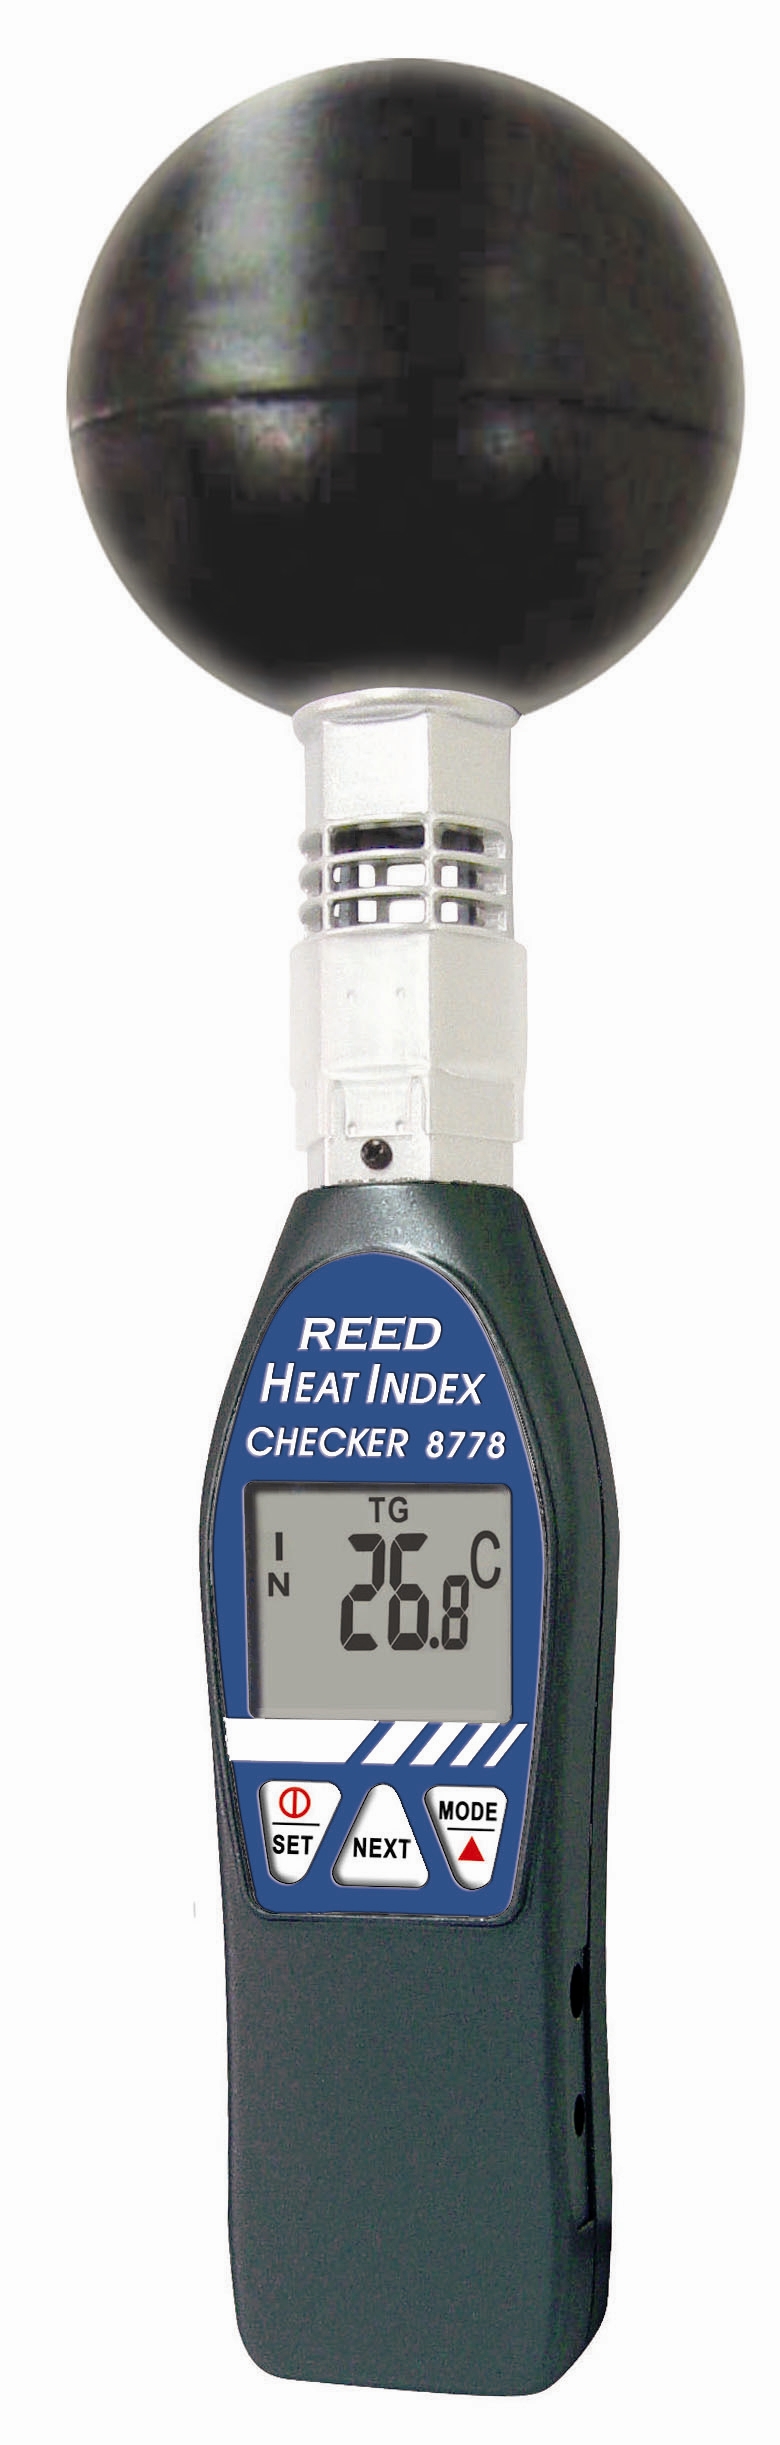 REED
HEAT INDEX
CHECKER 8778
TG
IN
26.8 C
SET
NEXT
MODE